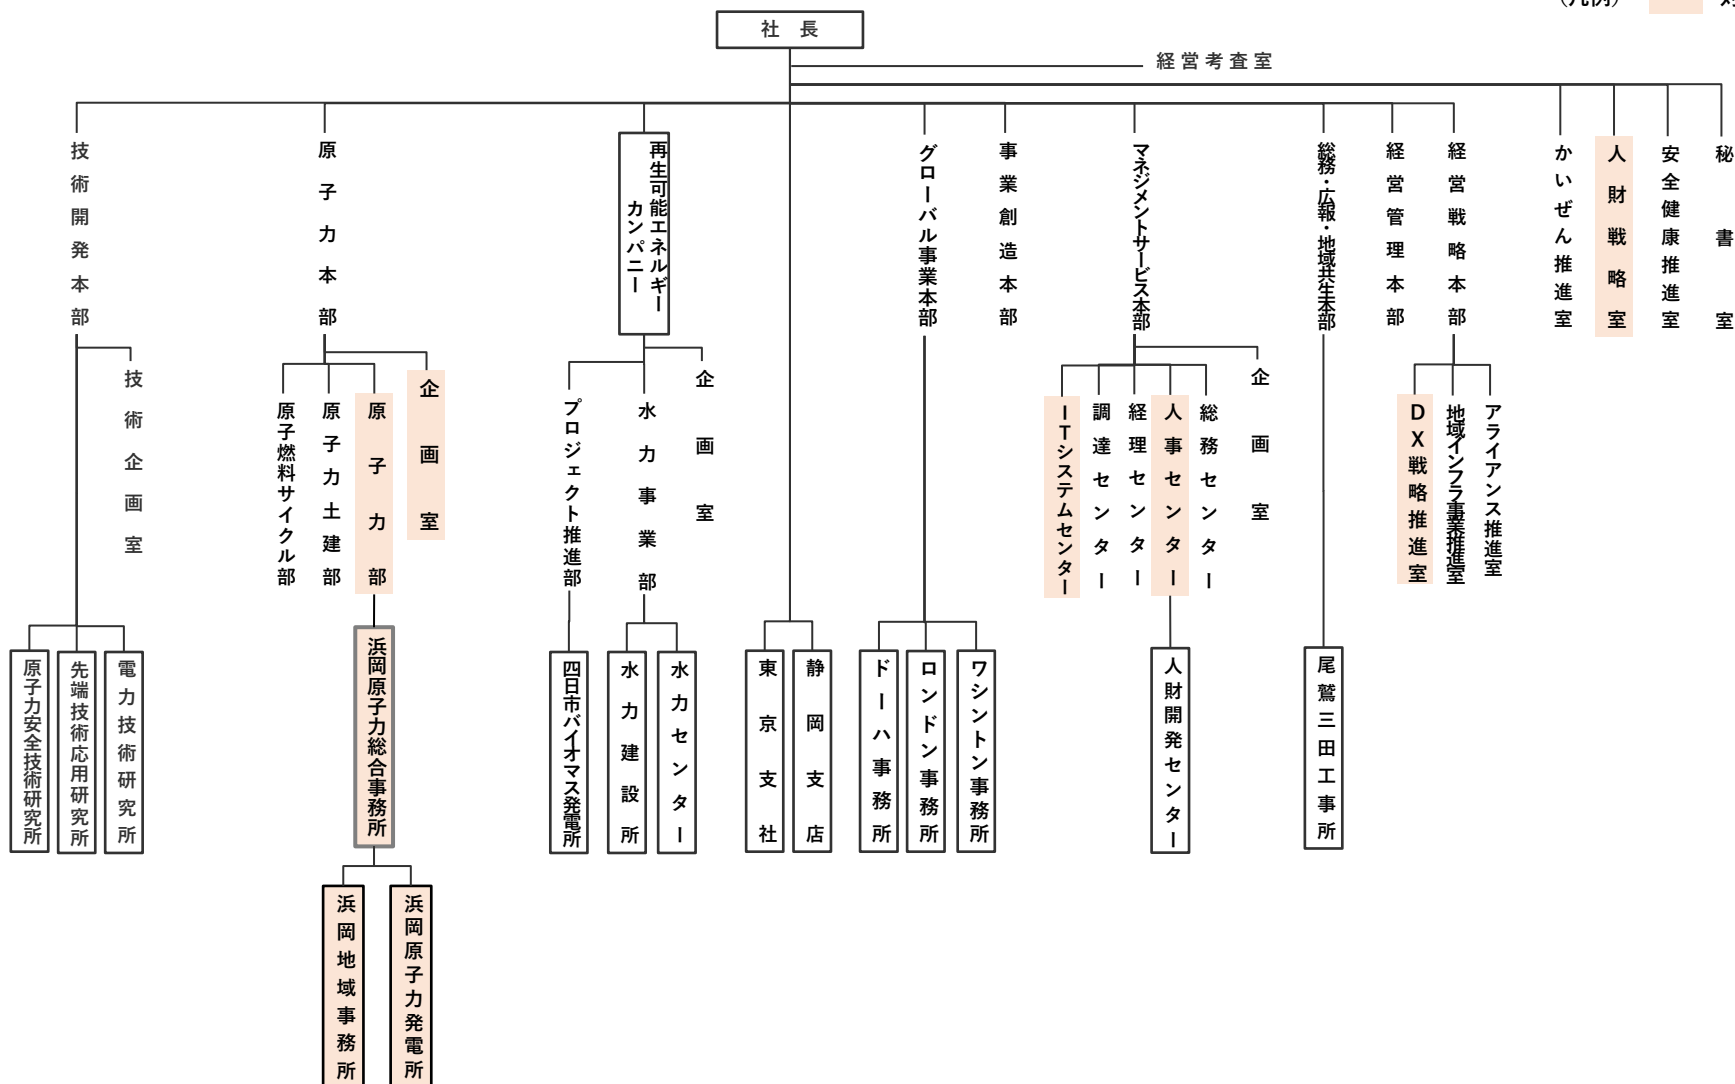 (凡例)
社長
経営考査室
秘書室
安全健康推進室
人財戦略室
かいぜん推進室
経営戦略本部
経営管理本部
総務・広報・地域共生本部
マネジメントサービス本部
事業創造本部
グローバル事業本部
再生可能エネルギー
カンパニー
原子力本部
技術開発本部
アライアンス推進室
地域インフラ事業推進室
DX戦略推進室
企画室
総務センター
人事センター
経理センター
調達センター
ITシステムセンター
企画室
水力事業部
プロジェクト推進部
企画室
原子力部
原子力土建部
原子燃料サイクル部
技術企画室
尾鷲三田工事所
人財開発センター
ワシントン事務所
ロンドン事務所
ドーハ事務所
静岡支店
東京支社
水力センター
水力建設所
四日市バイオマス発電所
浜岡原子力総合事務所
電力技術研究所
先端技術応用研究所
原子力安全技術研究所
浜岡原子力発電所
浜岡地域事務所